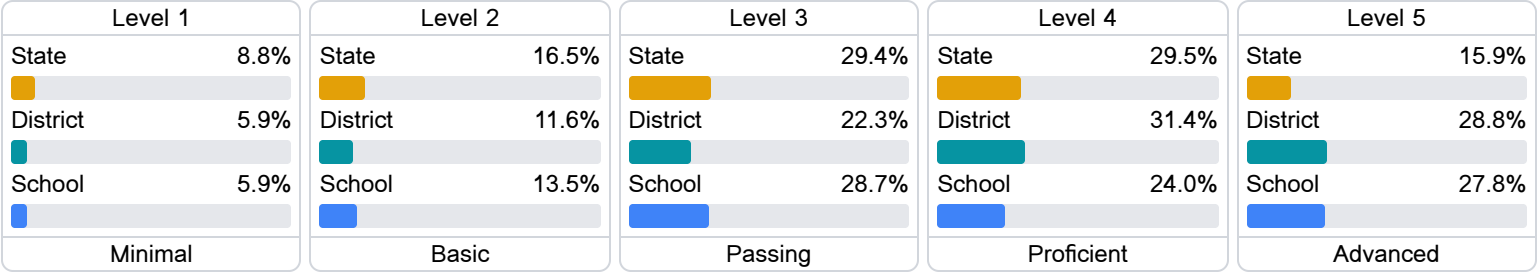 Level 1
State 8.8%
District 5.9%
School 5.9%
Minimal
Level 2
State 16.5%
District 11.6%
School 13.5%
Basic
Level 3
State 29.4%
District 22.3%
School 28.7%
Passing
Level 4
State 29.5%
District 31.4%
School 24.0%
Proficient
Level 5
State 15.9%
District 28.8%
School 27.8%
Advanced